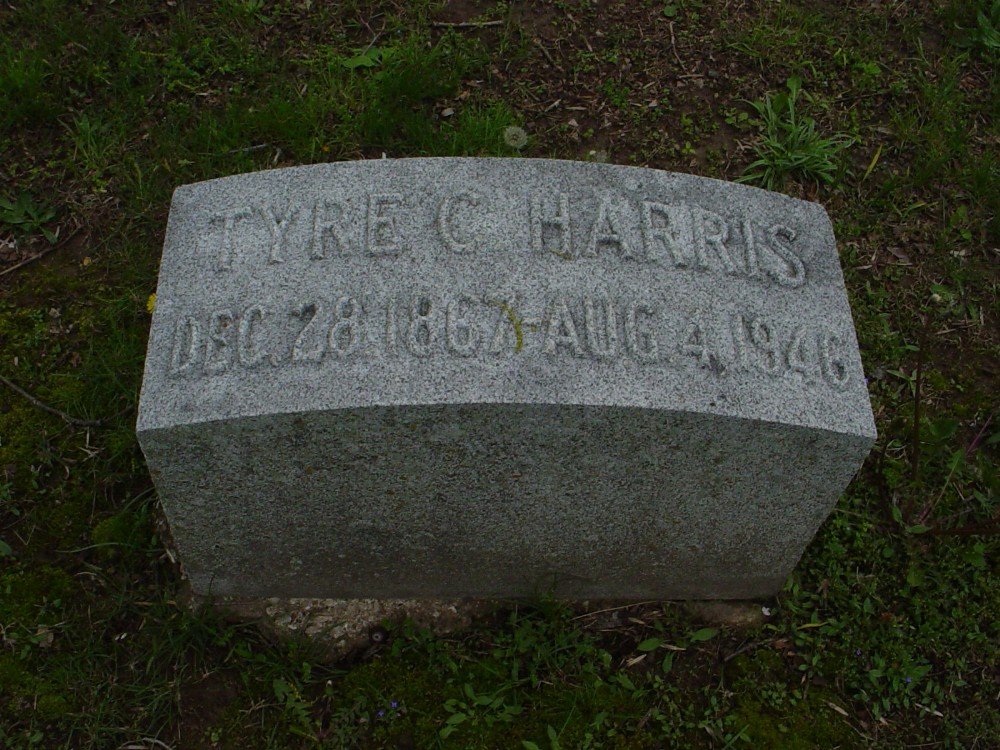 TYRE C HARRIS
DEC. 28. 1867-AUG. 4. 1946